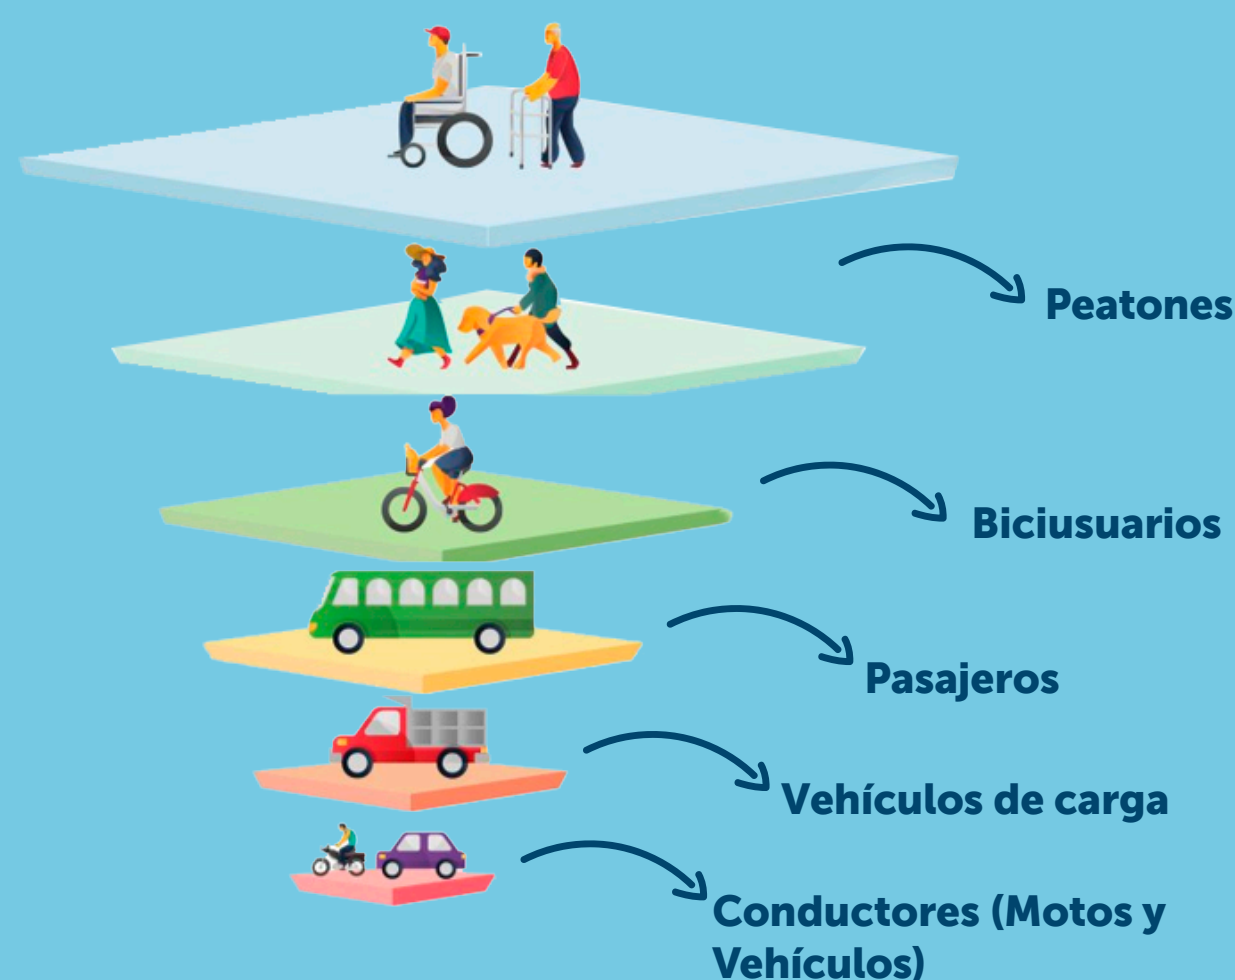 Peatones
Biciusuarios
Pasajeros
Vehículos de carga
Conductores (Motos y
Vehículos)